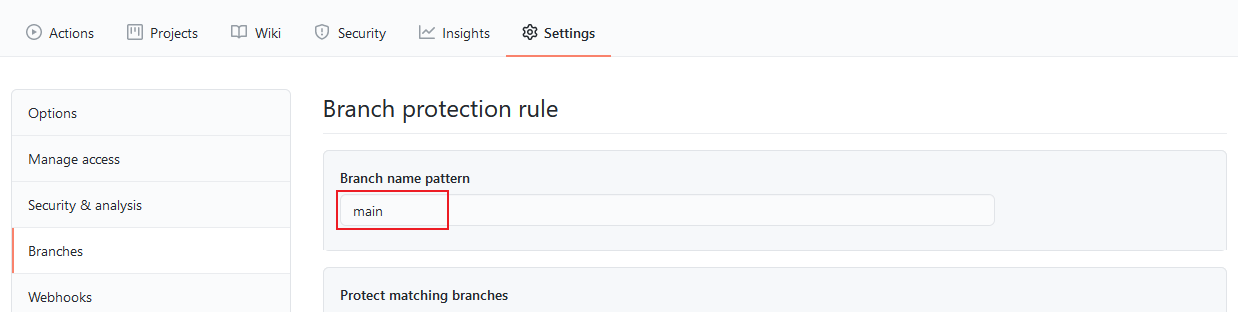 Actions Projects Wiki Security Insights Settings
Options
Manage access
Security & analysis
Branches
Webhooks
Branch protection rule
Branch name pattern
main
Protect matching branches